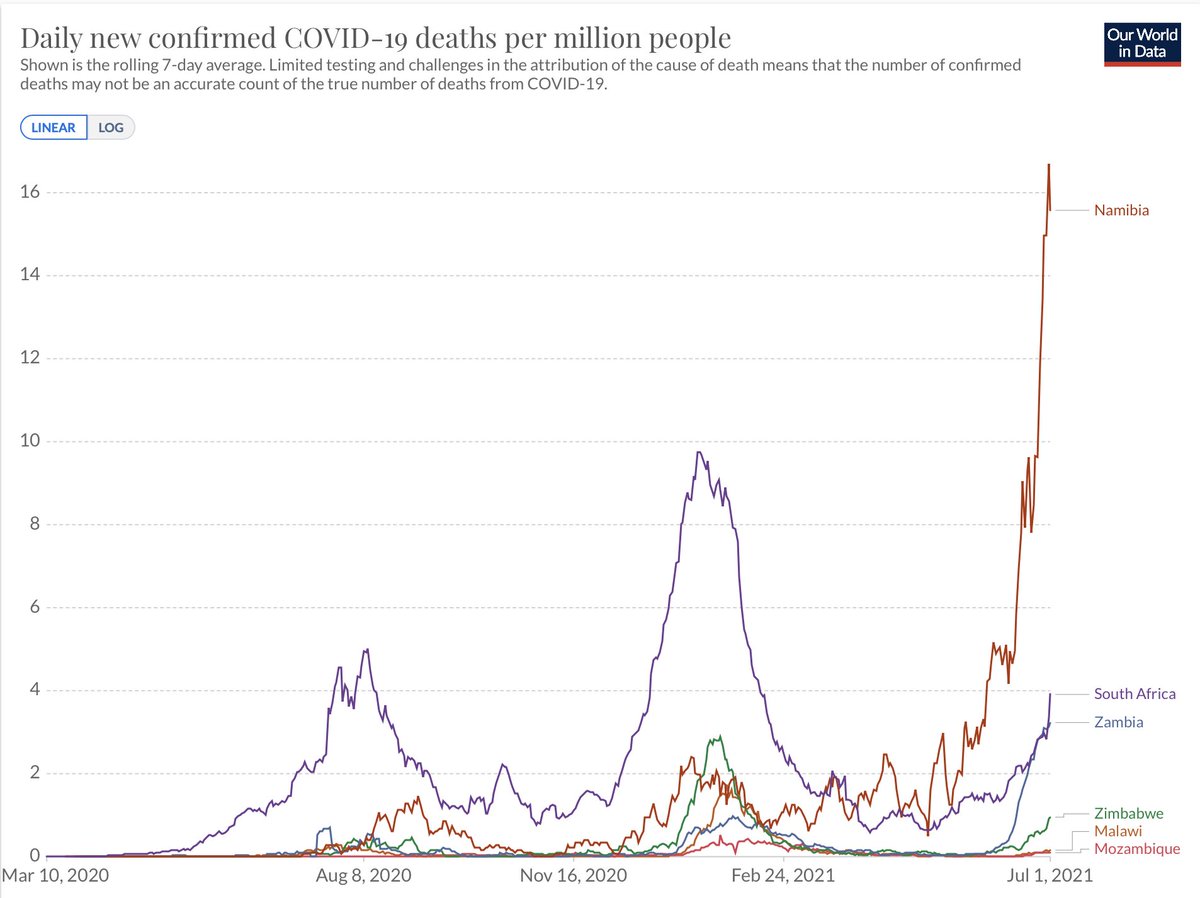 Daily new confirmed COVID-19 deaths per million people
Shown is the rolling 7-day average. Limited testing and challenges in the attribution of the cause of death means that the number of confirmed
deaths may not be an accurate count of the true number of deaths from COVID-19.
Our World
in Data
LINEAR
LOG
16
14
12
10
8
6
4
2
0
Namibia
South Africa
Zambia
Zimbabwe
Malawi
Mozambique
Mar 10, 2020
Aug 8, 2020
Nov 16, 2020
Feb 24, 2021
Jul 1, 2021